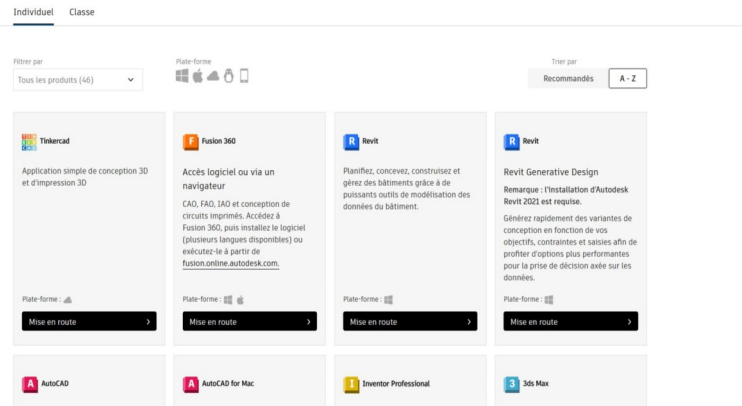 Individuel Classe
Filtrer par
Tous les produits (46)
Plate-forme
Trier par
Recommandés A - Z
Tinkercad
Application simple de conception 3D
et d'impression 3D
Plate-forme :
Mise en route
Fusion 360
Accès logiciel ou via un
navigateur
CAO, FAO, IAO et conception de
circuits imprimés. Accédez à
Fusion 360, puis installez le logiciel
(plusieurs langues disponibles) ou
exécutez-le à partir de
fusion.online.autodesk.com.
Plate-forme :
Mise en route
R Revit
Planifiez, concevez, construisez et
gérez des bâtiments grâce à de
puissants outils de modélisation des
données du bâtiment.
Plate-forme :
Mise en route
R Revit
Revit Generative Design
Remarque : l'installation d'Autodesk
Revit 2021 est requise.
Générez rapidement des variantes de
conception en fonction de vos
objectifs, contraintes et saisies afin de
profiter d'options plus performantes
pour la prise de décision axée sur les
données.
Plate-forme :
Mise en route
A AutoCAD
A AutoCAD for Mac
I Inventor Professional
3 3ds Max